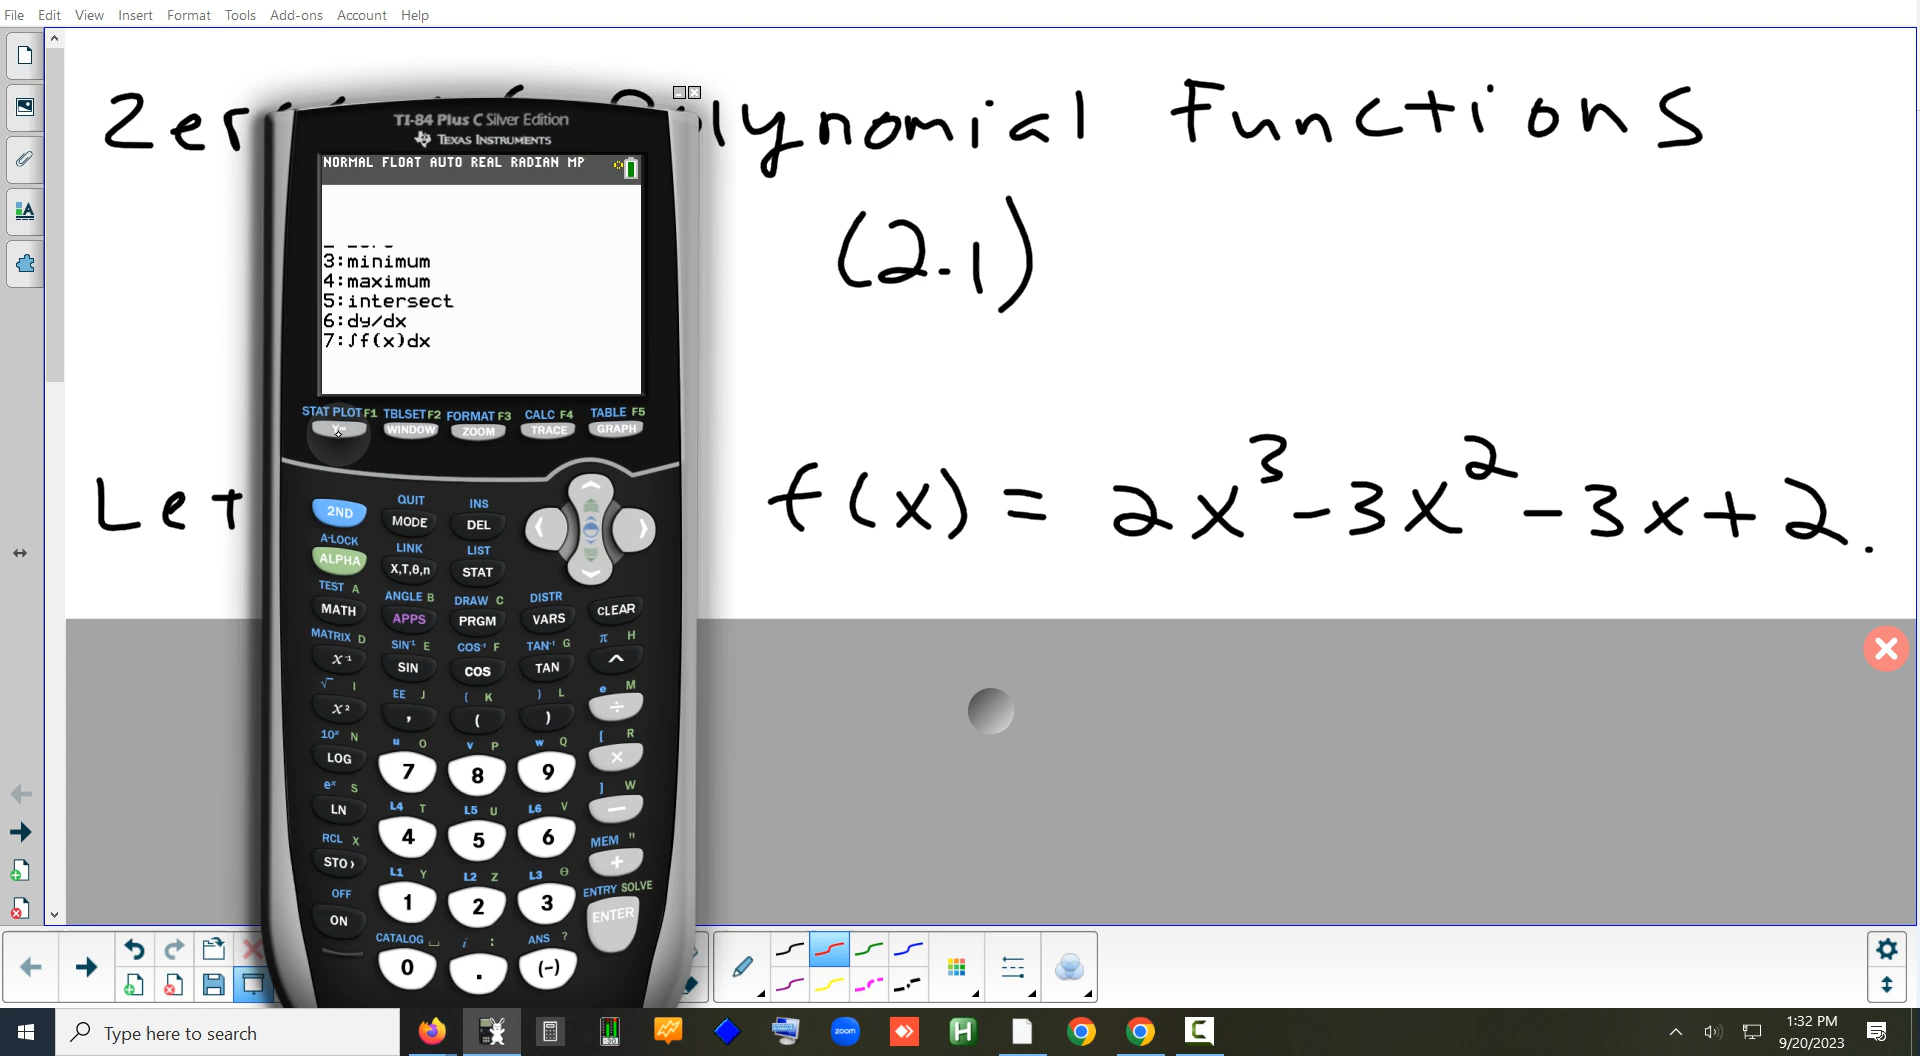 File Edit View Insert Format Tools Add-ons Account Help
Functions
(2.1)
Let f(x) = 2x³-3x²-3x+2.
TI-84 Plus C Silver Edition
TEXAS INSTRUMENTS
NORMAL FLOAT AUTO REAL RADIAN MP
3:minimum
4:maximum
5:intersect
6:dy/dx
7:∫f(x)dx
STAT PLOT F1 TBLSET F2 FORMAT F3 CALC F4 TABLE F5
Y= WINDOW ZOOM TRACE GRAPH
QUIT INS
2ND MODE DEL
A-LOCK LINK LIST
ALPHA X,T,θ,n STAT
TEST A ANGLE B DRAW C DISTR
MATH APPS PRGM VARS CLEAR
MATRIX D SIN⁻¹ E COS⁻¹ F TAN⁻¹ G π H
x⁻¹ SIN COS TAN ^
√ I EE J { K } L e M
x² , ( ) ÷
10ˣ N u O v P w Q [ R
LOG 7 8 9 ×
eˣ S L4 T L5 U L6 V ] W
LN 4 5 6 −
RCL X L1 Y L2 Z L3 θ MEM "
STO› 1 2 3 +
OFF CATALOG i : ANS ? ENTRY SOLVE
ON 0 . (-) ENTER
Type here to search
zoom
1:32 PM
9/20/2023